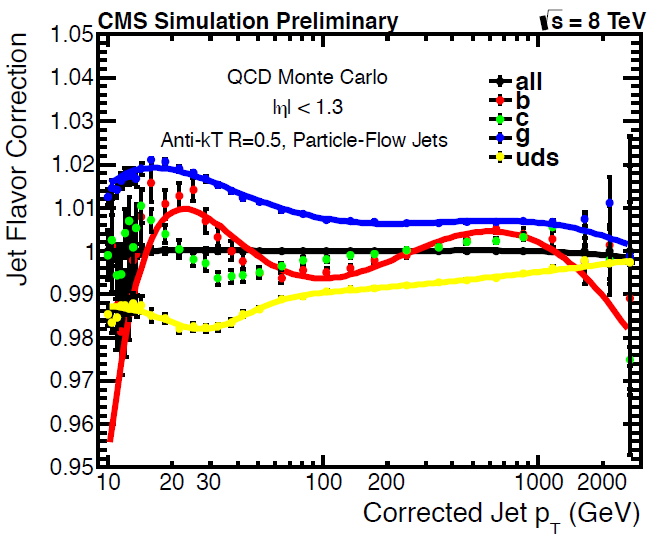 CMS Simulation Preliminary
√s = 8 TeV
Jet Flavor Correction
1.05
1.04
1.03
1.02
1.01
1
0.99
0.98
0.97
0.96
0.95
QCD Monte Carlo
|η| < 1.3
Anti-kT R=0.5, Particle-Flow Jets
all
b
c
g
uds
10 20 30 100 200 1000 2000
Corrected Jet pT (GeV)